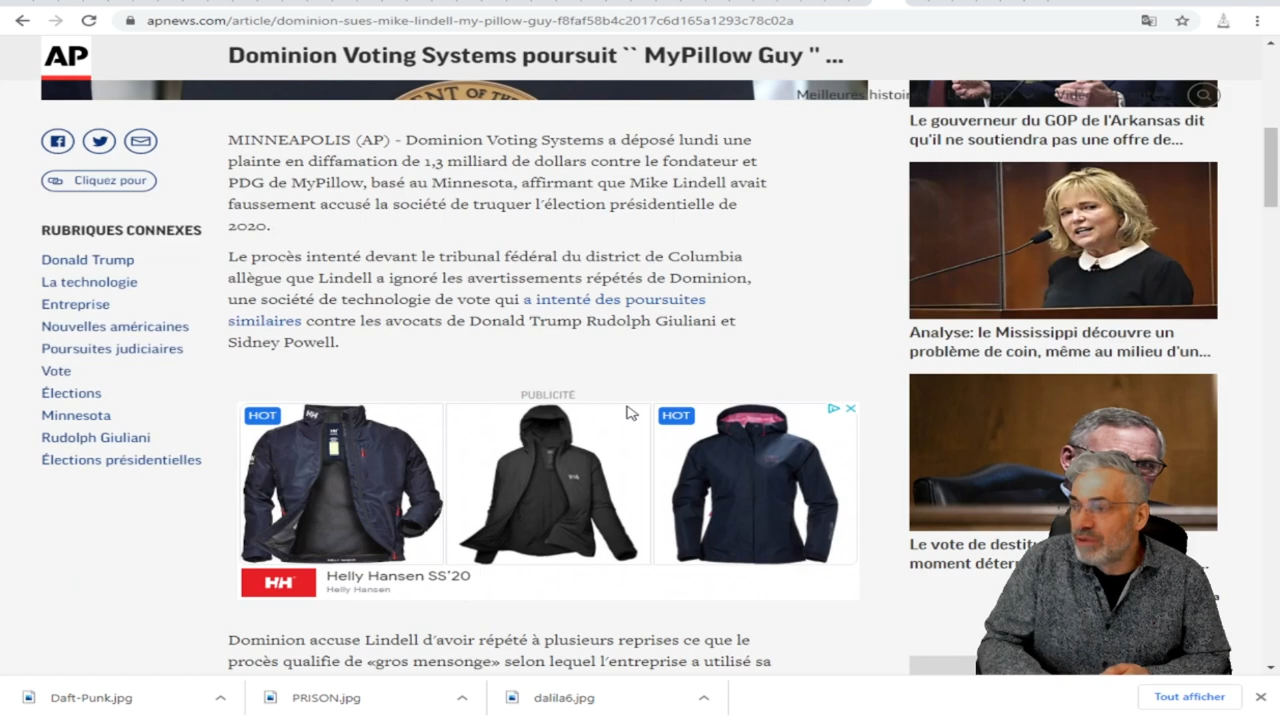 apnews.com/article/dominion-sues-mike-lindell-my-pillow-guy-f8faf58b4c2017c6d165a1293c78c02a
AP
Dominion Voting Systems poursuit `` MyPillow Guy '' ...
ENT OF THE
Meilleures histoires
Cliquez pour
RUBRIQUES CONNEXES
Donald Trump
La technologie
Entreprise
Nouvelles américaines
Poursuites judiciaires
Vote
Élections
Minnesota
Rudolph Giuliani
Élections présidentielles
MINNEAPOLIS (AP) - Dominion Voting Systems a déposé lundi une
plainte en diffamation de 1,3 milliard de dollars contre le fondateur et
PDG de MyPillow, basé au Minnesota, affirmant que Mike Lindell avait
faussement accusé la société de truquer l'élection présidentielle de
2020.
Le procès intenté devant le tribunal fédéral du district de Columbia
allègue que Lindell a ignoré les avertissements répétés de Dominion,
une société de technologie de vote qui a intenté des poursuites
similaires contre les avocats de Donald Trump Rudolph Giuliani et
Sidney Powell.
PUBLICITÉ
HOT
HH
HOT
HH
Helly Hansen SS'20
Helly Hansen
Dominion accuse Lindell d'avoir répété à plusieurs reprises ce que le
procès qualifie de «gros mensonge» selon lequel l'entreprise a utilisé sa
Le gouverneur du GOP de l'Arkansas dit
qu'il ne soutiendra pas une offre de...
Analyse: le Mississippi découvre un
problème de coin, même au milieu d'un...
Le vote de
moment
Daft-Punk.jpg
PRISON.jpg
dalila6.jpg
Tout afficher